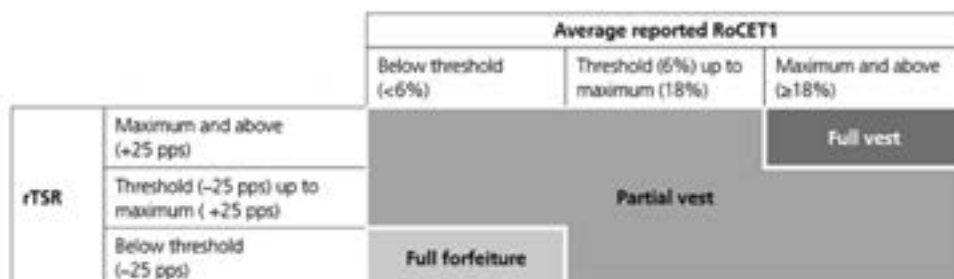 Average reported RoCET1
Below threshold
(<6%)
Threshold (6%) up to
maximum (18%)
Maximum and above
(≥18%)
rTSR
Maximum and above
(+25 pps)
Full vest
Threshold (–25 pps) up to
maximum ( +25 pps)
Partial vest
Below threshold
(–25 pps)
Full forfeiture